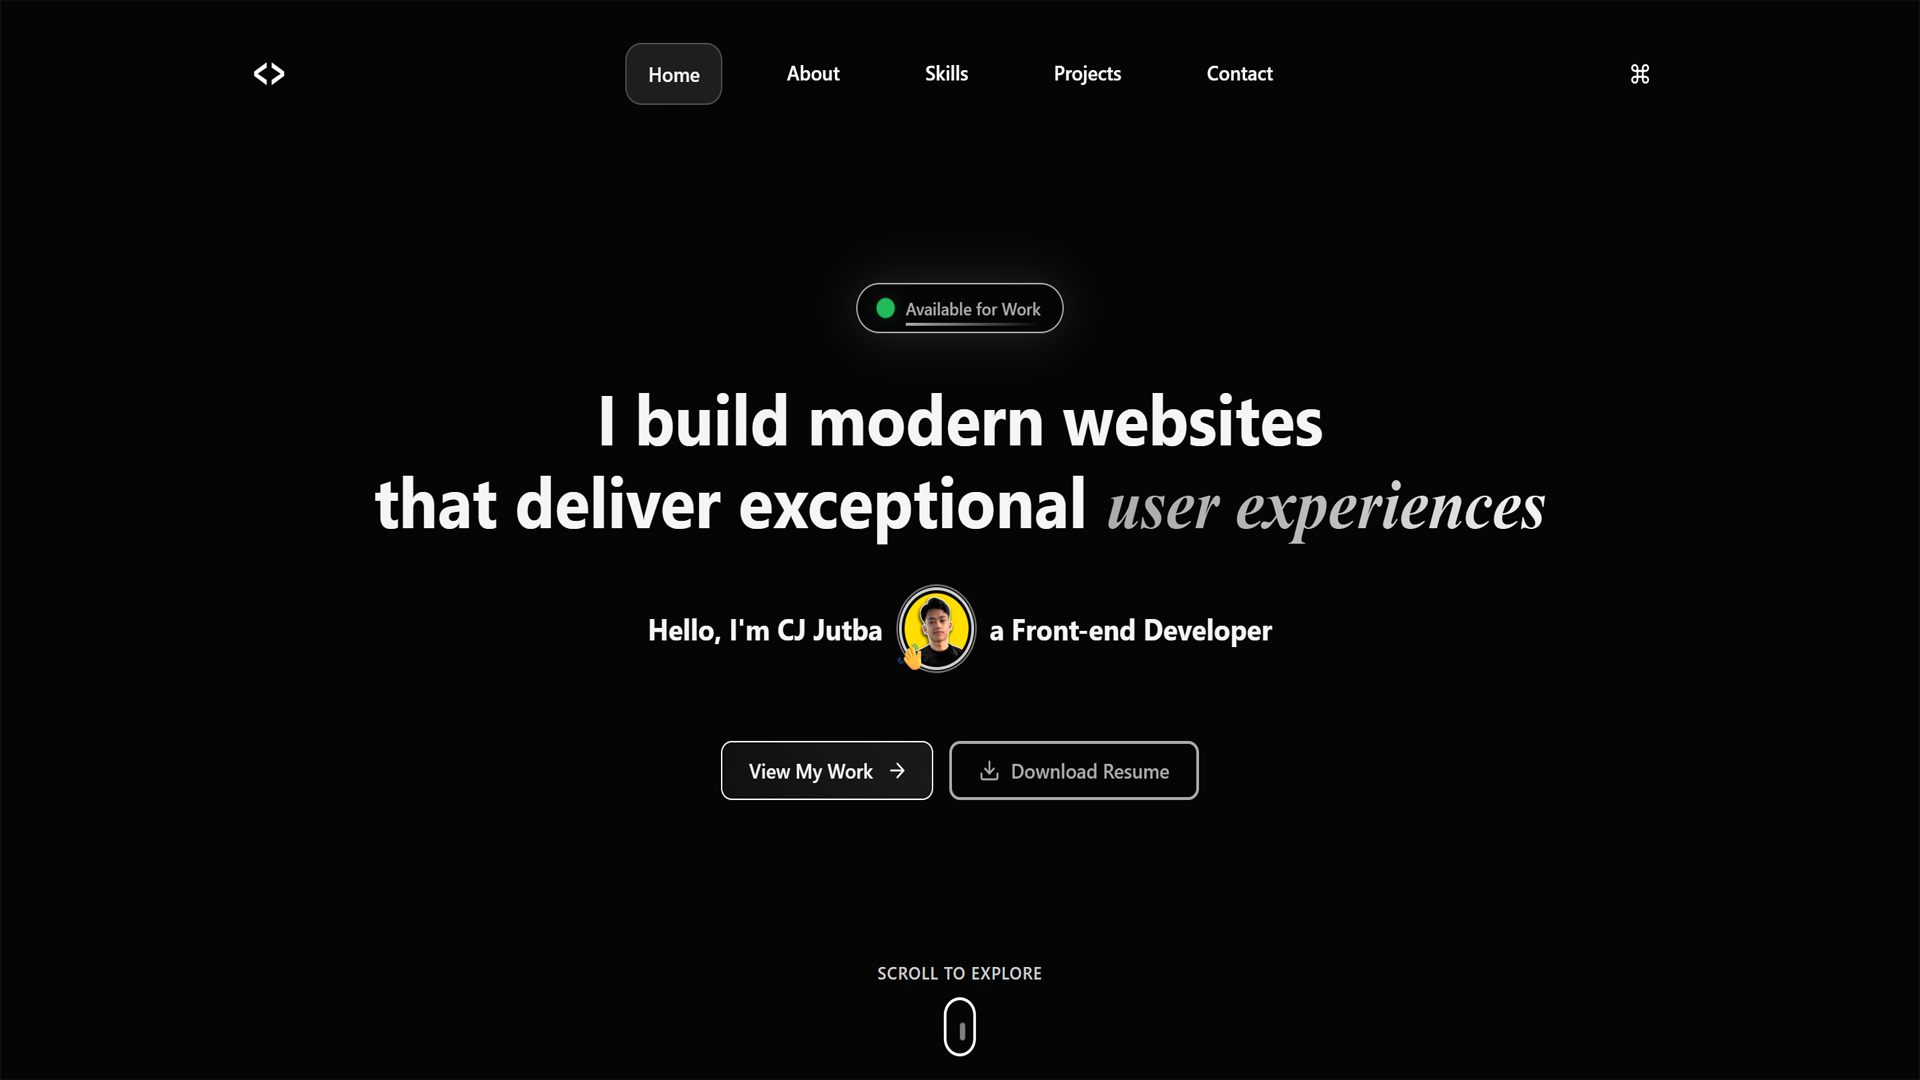 <>
Home
About
Skills
Projects
Contact
⌘
Available for Work
I build modern websites
that deliver exceptional user experiences
Hello, I'm CJ Jutba
a Front-end Developer
View My Work →
Download Resume
SCROLL TO EXPLORE